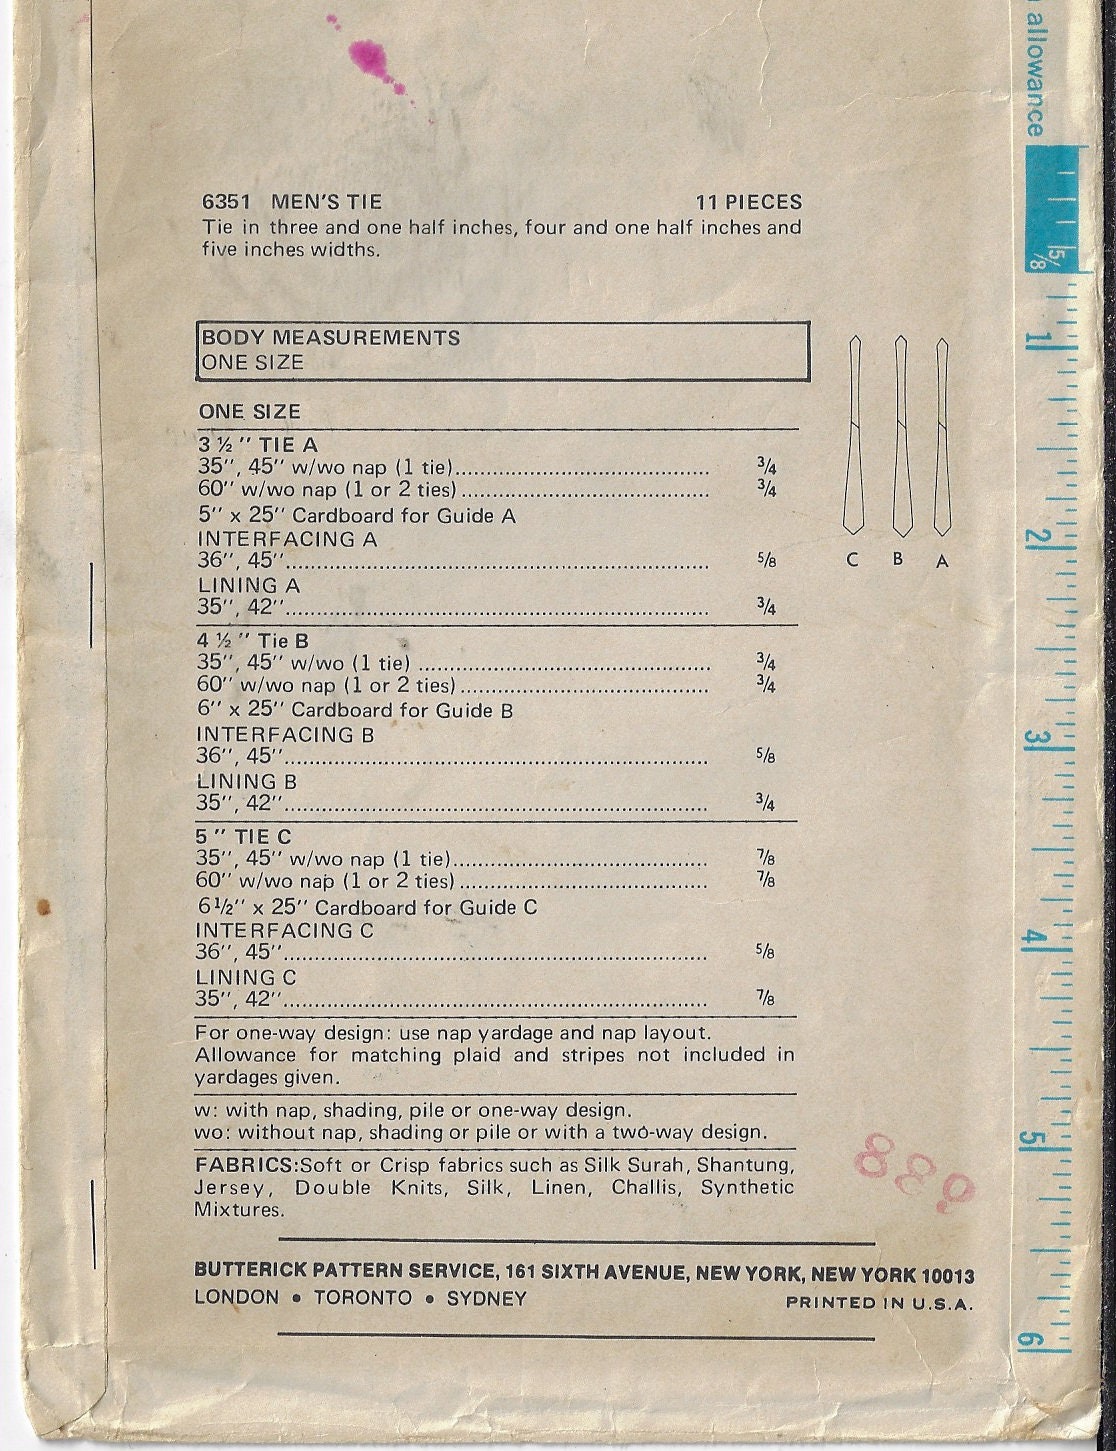 allowance
5/8
6351 MEN'S TIE 11 PIECES
Tie in three and one half inches, four and one half inches and
five inches widths.
BODY MEASUREMENTS
ONE SIZE
ONE SIZE
3 ½ " TIE A
35", 45" w/wo nap (1 tie)........................................ 3/4
60" w/wo nap (1 or 2 ties)........................................ 3/4
5" x 25" Cardboard for Guide A
INTERFACING A
36", 45"........................................ 5/8
LINING A
35", 42"........................................ 3/4
4 ½ " Tie B
35", 45" w/wo (1 tie) ........................................ 3/4
60" w/wo nap (1 or 2 ties)........................................ 3/4
6" x 25" Cardboard for Guide B
INTERFACING B
36", 45"........................................ 5/8
LINING B
35", 42"........................................ 3/4
5 " TIE C
35", 45" w/wo nap (1 tie)........................................ 7/8
60" w/wo nap (1 or 2 ties)........................................ 7/8
6½" x 25" Cardboard for Guide C
INTERFACING C
36", 45"........................................ 5/8
LINING C
35", 42"........................................ 7/8
For one-way design: use nap yardage and nap layout.
Allowance for matching plaid and stripes not included in
yardages given.
w: with nap, shading, pile or one-way design.
wo: without nap, shading or pile or with a two-way design.
FABRICS:Soft or Crisp fabrics such as Silk Surah, Shantung,
Jersey, Double Knits, Silk, Linen, Challis, Synthetic
Mixtures.
BUTTERICK PATTERN SERVICE, 161 SIXTH AVENUE, NEW YORK, NEW YORK 10013
LONDON • TORONTO • SYDNEY PRINTED IN U.S.A.
C B A
1
2
3
4
5
6